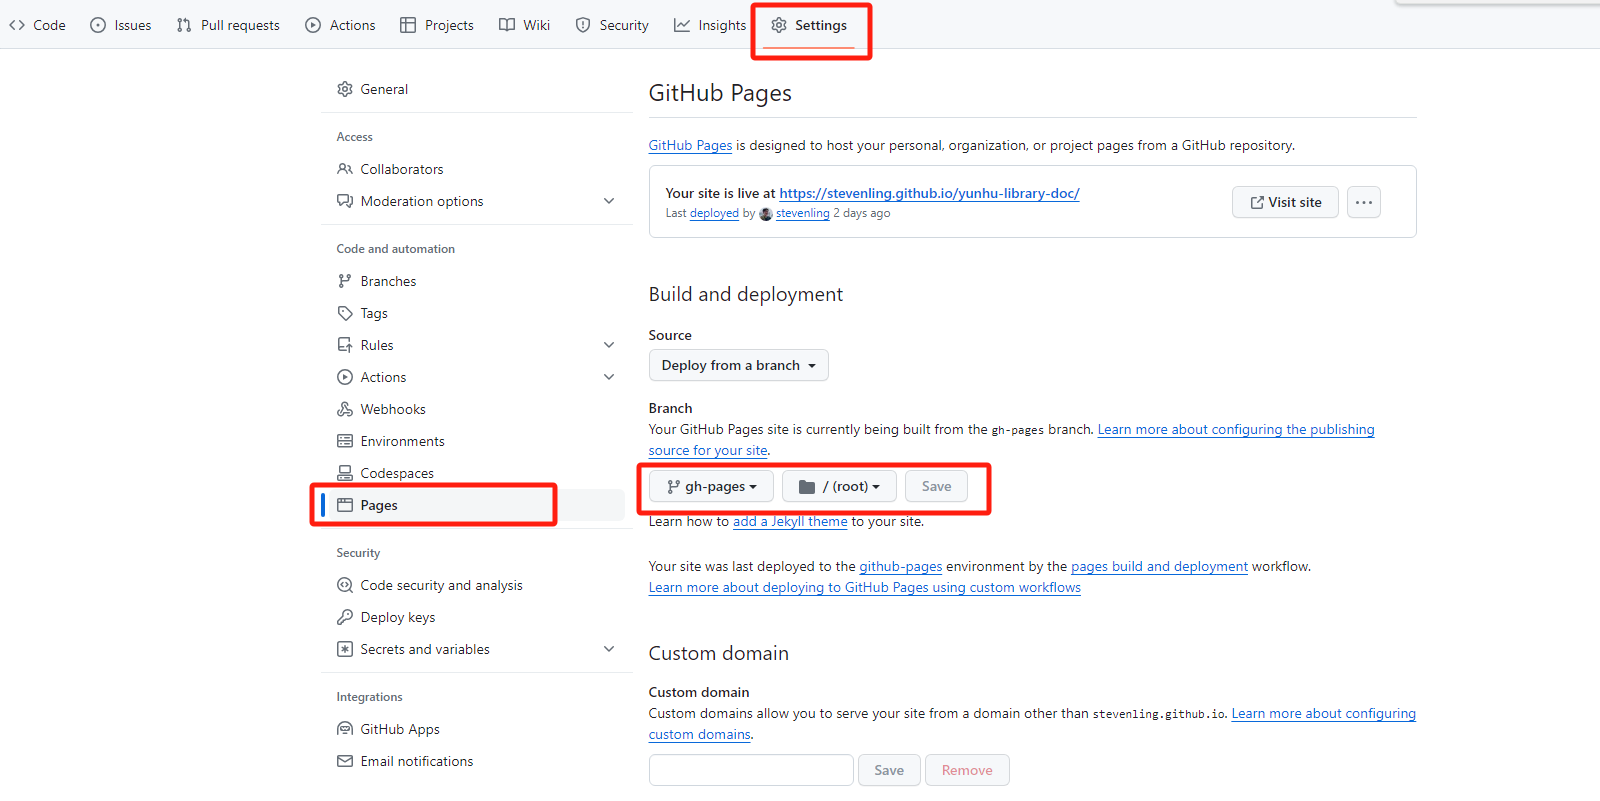 Code Issues Pull requests Actions Projects Wiki Security Insights Settings
General
Access
Collaborators
Moderation options
Code and automation
Branches
Tags
Rules
Actions
Webhooks
Environments
Codespaces
Pages
Security
Code security and analysis
Deploy keys
Secrets and variables
Integrations
GitHub Apps
Email notifications
GitHub Pages
GitHub Pages is designed to host your personal, organization, or project pages from a GitHub repository.
Your site is live at https://stevenling.github.io/yunhu-library-doc/
Last deployed by stevenling 2 days ago
Visit site
Build and deployment
Source
Deploy from a branch
Branch
Your GitHub Pages site is currently being built from the gh-pages branch. Learn more about configuring the publishing
source for your site.
gh-pages / (root) Save
Learn how to add a Jekyll theme to your site.
Your site was last deployed to the github-pages environment by the pages build and deployment workflow.
Learn more about deploying to GitHub Pages using custom workflows
Custom domain
Custom domain
Custom domains allow you to serve your site from a domain other than stevenling.github.io. Learn more about configuring
custom domains.
Save Remove